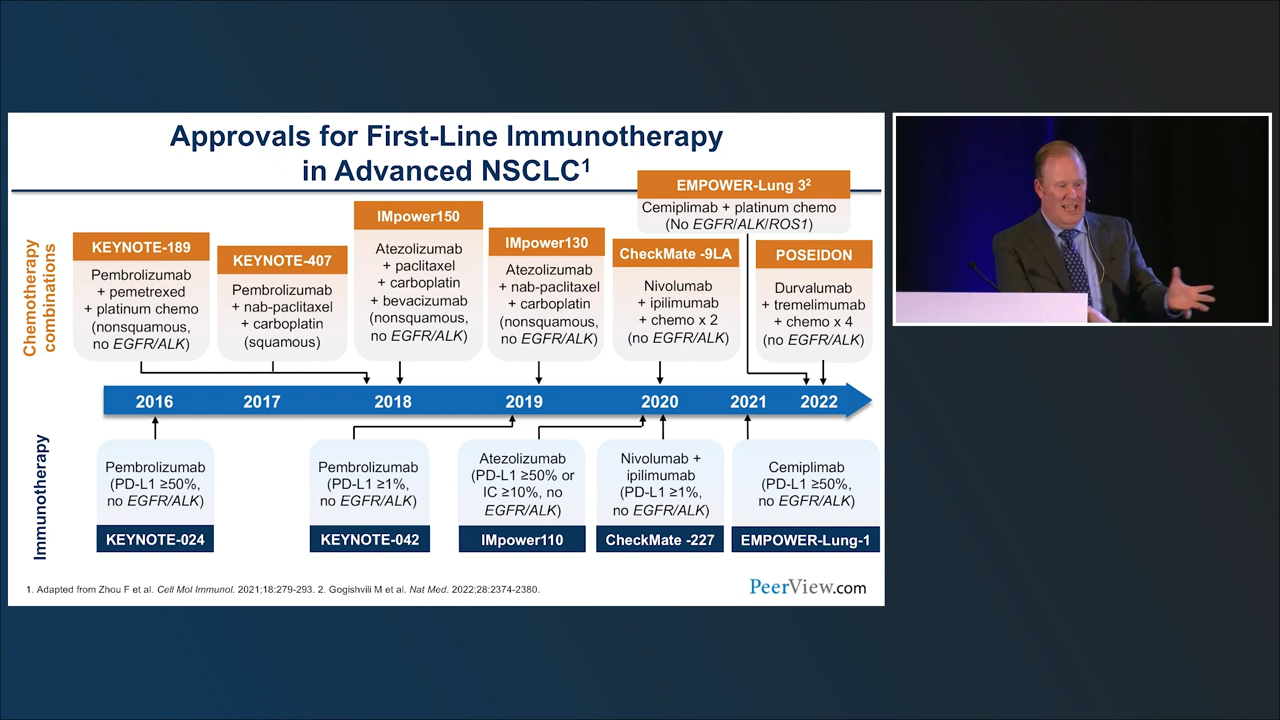 Approvals for First-Line Immunotherapy
in Advanced NSCLC1
Chemotherapy
combinations
KEYNOTE-189
Pembrolizumab
+ pemetrexed
+ platinum chemo
(nonsquamous,
no EGFR/ALK)
KEYNOTE-407
Pembrolizumab
+ nab-paclitaxel
+ carboplatin
(squamous)
IMpower150
Atezolizumab
+ paclitaxel
+ carboplatin
+ bevacizumab
(nonsquamous,
no EGFR/ALK)
IMpower130
Atezolizumab
+ nab-paclitaxel
+ carboplatin
(nonsquamous,
no EGFR/ALK)
EMPOWER-Lung 32
Cemiplimab + platinum chemo
(No EGFR/ALK/ROS1)
CheckMate -9LA
Nivolumab
+ ipilimumab
+ chemo x 2
(no EGFR/ALK)
POSEIDON
Durvalumab
+ tremelimumab
+ chemo x 4
(no EGFR/ALK)
2016 2017 2018 2019 2020 2021 2022
Immunotherapy
Pembrolizumab
(PD-L1 ≥50%,
no EGFR/ALK)
KEYNOTE-024
Pembrolizumab
(PD-L1 ≥1%,
no EGFR/ALK)
KEYNOTE-042
Atezolizumab
(PD-L1 ≥50% or
IC ≥10%, no
EGFR/ALK)
IMpower110
Nivolumab +
ipilimumab
(PD-L1 ≥1%,
no EGFR/ALK)
CheckMate -227
Cemiplimab
(PD-L1 ≥50%,
no EGFR/ALK)
EMPOWER-Lung-1
1. Adapted from Zhou F et al. Cell Mol Immunol. 2021;18:279-293. 2. Gogishvili M et al. Nat Med. 2022;28:2374-2380.
PeerView.com